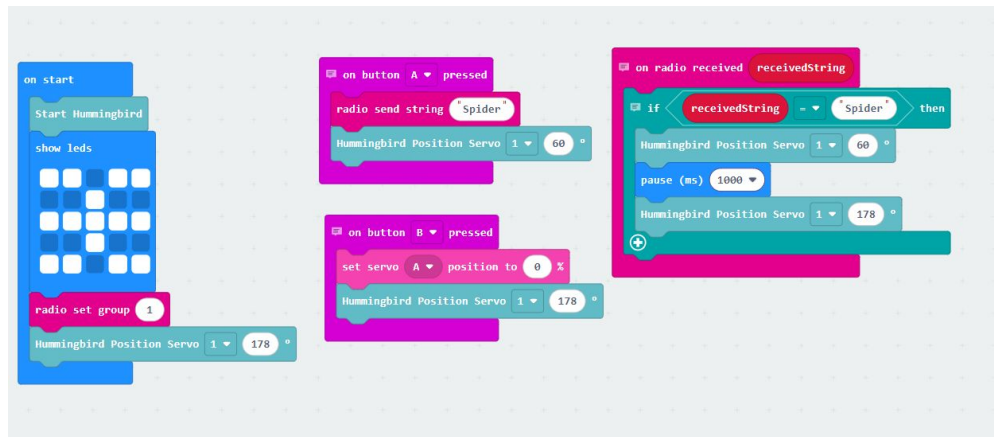 on start
Start Hummingbird
show leds
radio set group 1
Hummingbird Position Servo 1 178 °
on button A pressed
radio send string "Spider"
Hummingbird Position Servo 1 60 °
on button B pressed
set servo A position to 0 %
Hummingbird Position Servo 1 178 °
on radio received receivedString
if receivedString = "Spider" then
Hummingbird Position Servo 1 60 °
pause (ms) 1000
Hummingbird Position Servo 1 178 °